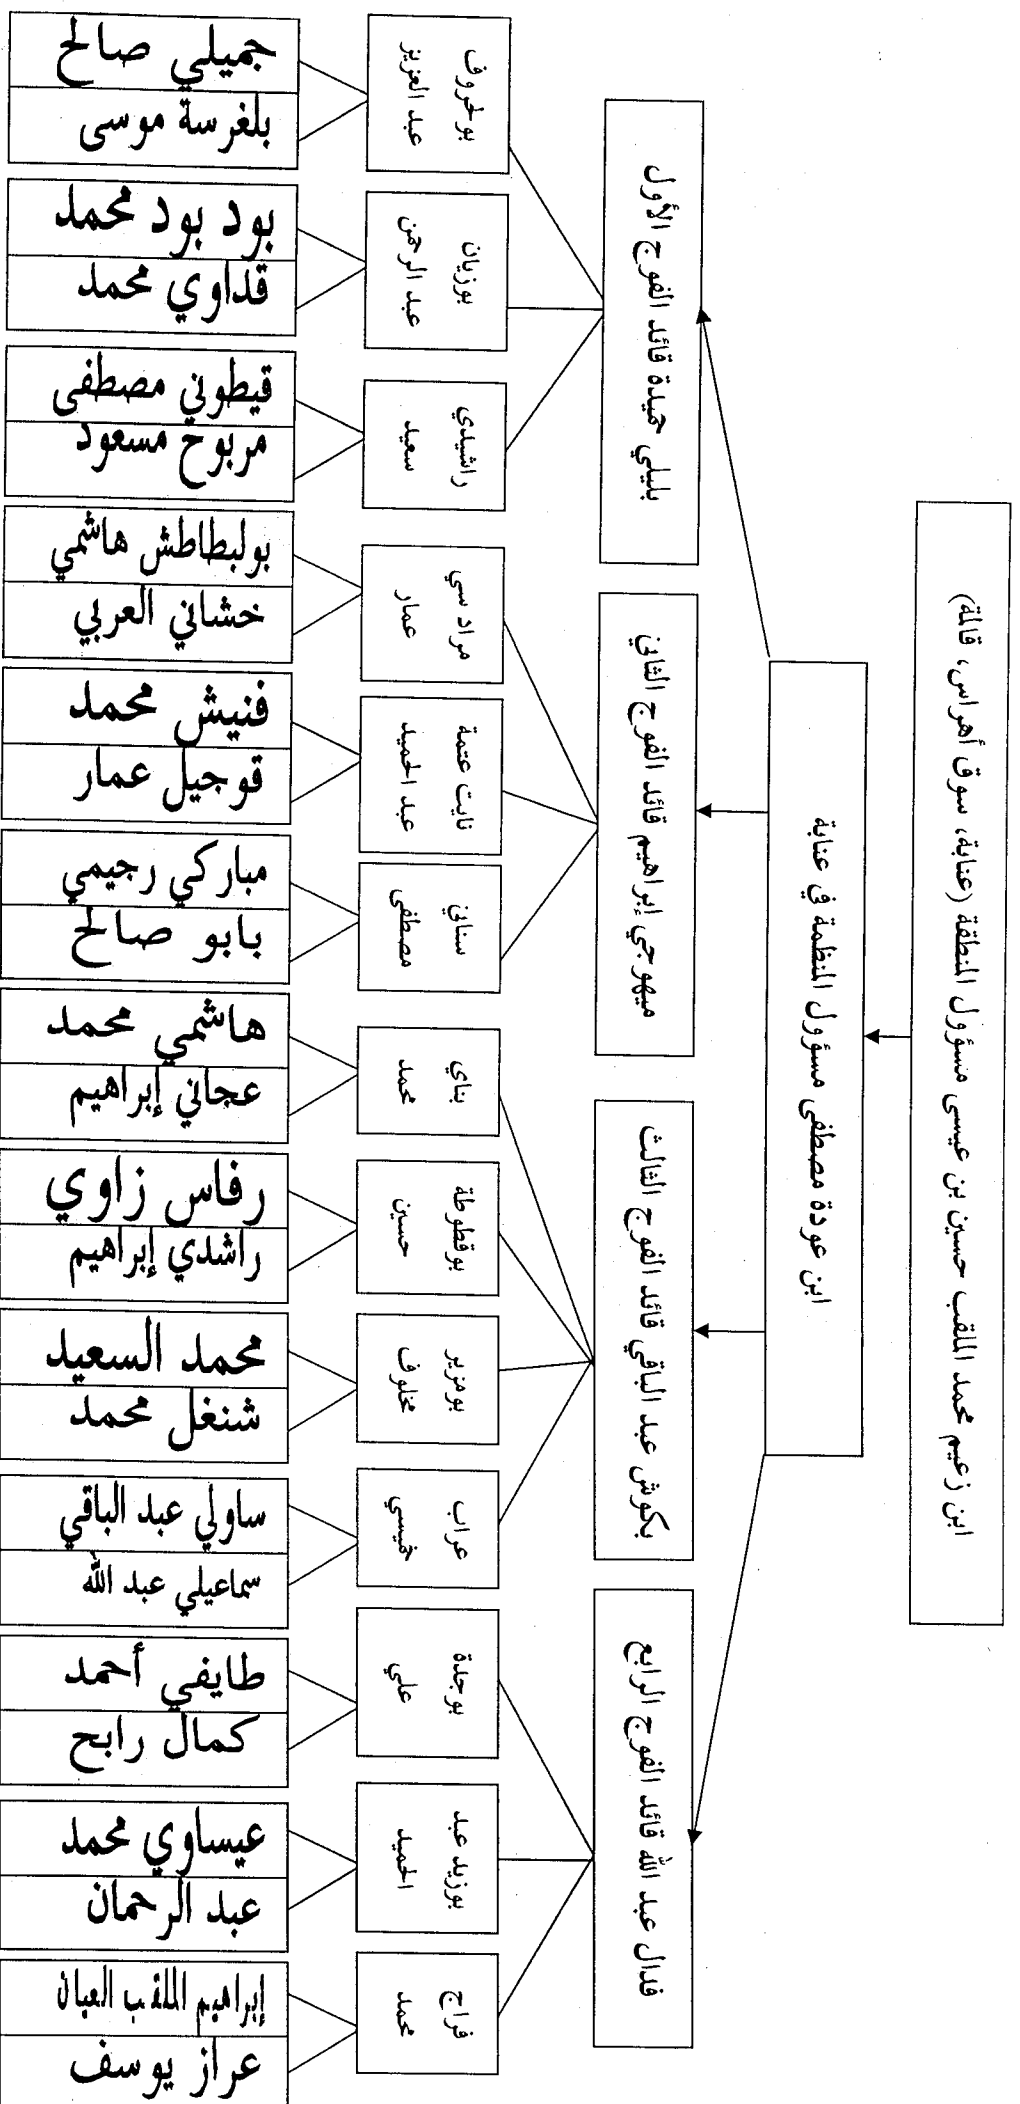 ابن زعيم محمد الملقب حسين بن عيسى مسؤول المنطقة (عنابة، سوق أهراس، قالمة)
ابن عودة مصطفى مسؤول المنظمة في عنابة
بليلي حميدة قائد الفوج الأول
ميهوجي إبراهيم قائد الفوج الثاني
بكوش عبد الباقي قائد الفوج الثالث
فدال عبد الله قائد الفوج الرابع
بولحروف
عبد العزيز
بوزيان
عبد الرحمن
راشيدي
سعيد
مراد سي
عمار
نايت عتمة
عبد الحميد
سناني
مصطفى
بناي
محمد
بوقطوطة
حسين
بومزير
مخلوف
عراب
خميسي
بوجدة
علي
بوزيد عبد
الحميد
فراج
محمد
جميلي صالح
بلغرسة موسى
بود بود محمد
قداوي محمد
قيطوني مصطفى
مربوح مسعود
بولبطاطش هاشمي
خشاني العربي
فنيش محمد
قوجيل عمار
مباركي رجيمي
بابو صالح
هاشمي محمد
عجاني إبراهيم
رفاس زاوي
راشدي إبراهيم
محمد السعيد
شنغل محمد
ساولي عبد الباقي
سماعيلي عبد الله
طايفي أحمد
كمال رابح
عيساوي محمد
عبد الرحمان
إبراهيم الملقب العيان
عراز يوسف